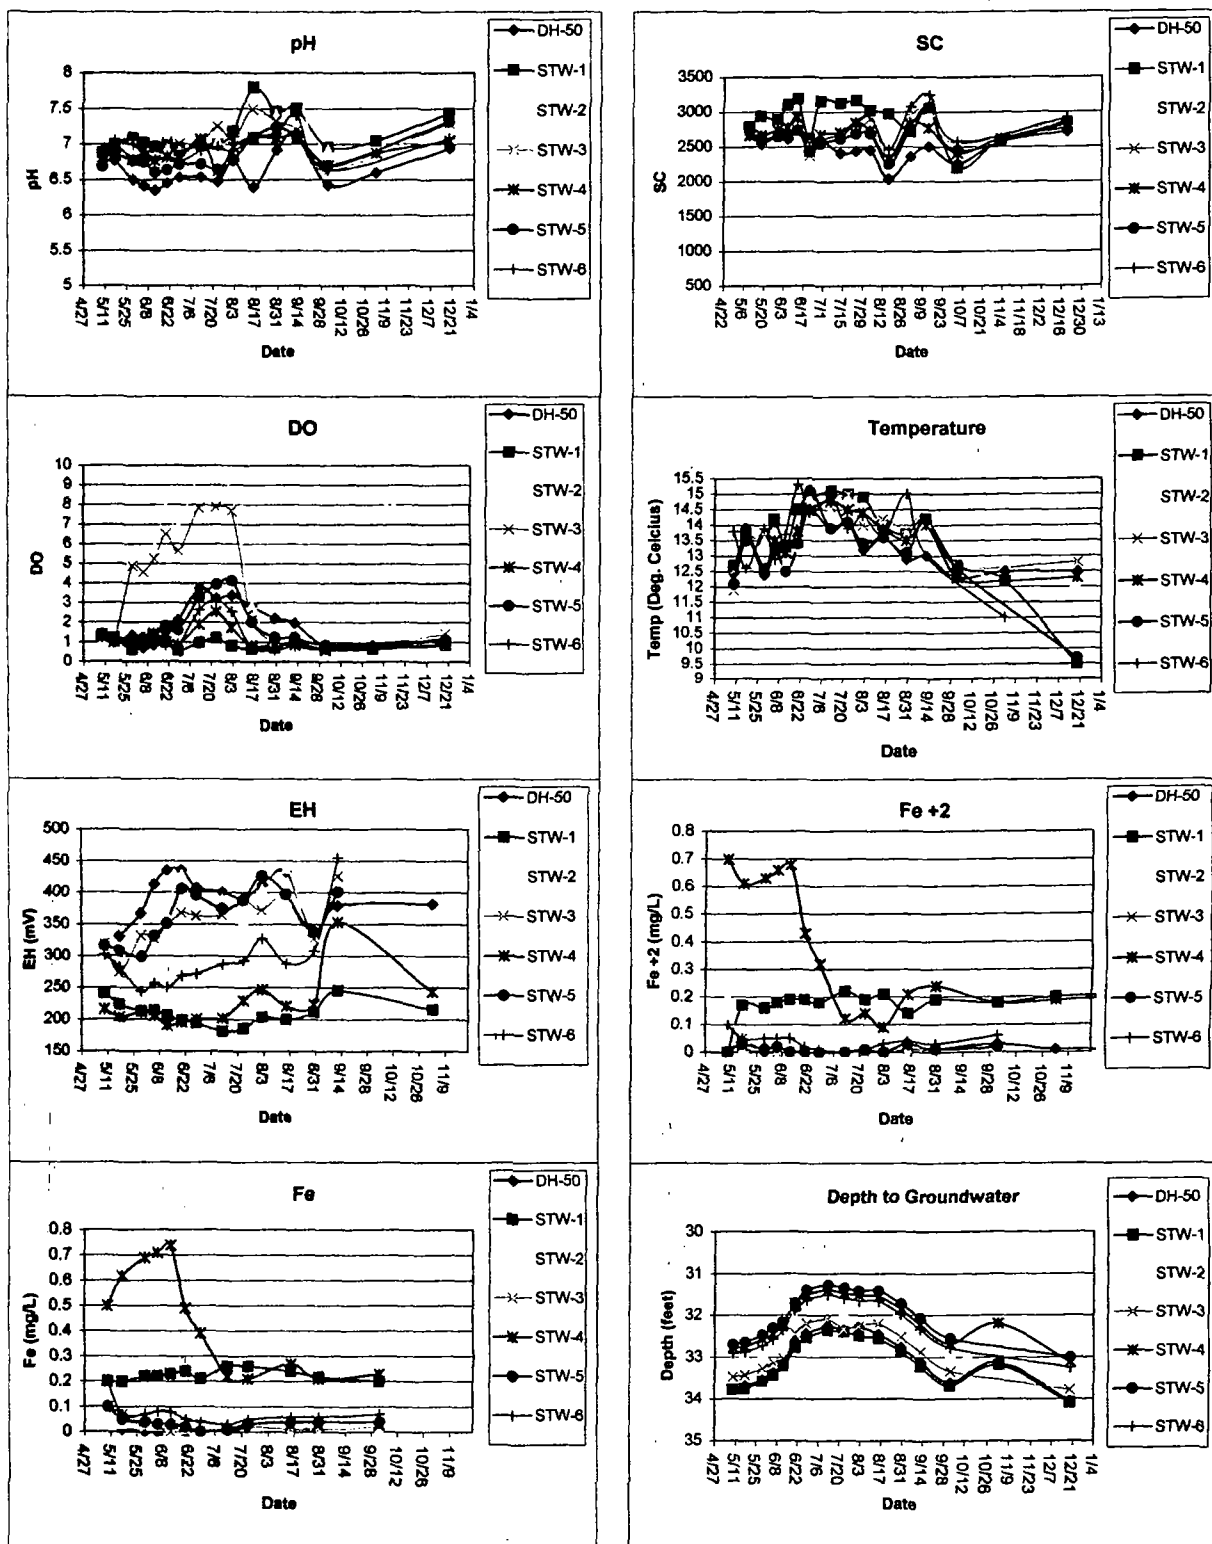 pH
8
7.5
7
6.5
6
5.5
5
pH
4/27
5/11
5/25
6/8
6/22
7/6
7/20
8/3
8/17
8/31
9/14
9/28
10/12
10/26
11/9
11/23
12/7
12/21
1/4
Date
DH-50
STW-1
STW-2
STW-3
STW-4
STW-5
STW-6
SC
3500
3000
2500
2000
1500
1000
500
SC
4/22
5/6
5/20
6/3
6/17
7/1
7/15
7/29
8/12
8/26
9/9
9/23
10/7
10/21
11/4
11/18
12/2
12/16
12/30
1/13
Date
DH-50
STW-1
STW-2
STW-3
STW-4
STW-5
STW-6
DO
10
9
8
7
6
5
4
3
2
1
0
DO
4/27
5/11
5/25
6/8
6/22
7/6
7/20
8/3
8/17
8/31
9/14
9/28
10/12
10/26
11/9
11/23
12/7
12/21
1/4
Date
DH-50
STW-1
STW-2
STW-3
STW-4
STW-5
STW-6
Temperature
15.5
15
14.5
14
13.5
13
12.5
12
11.5
11
10.5
10
9.5
9
Temp (Deg. Celcius)
4/27
5/11
5/25
6/8
6/22
7/6
7/20
8/3
8/17
8/31
9/14
9/28
10/12
10/26
11/9
11/23
12/7
12/21
1/4
Date
DH-50
STW-1
STW-2
STW-3
STW-4
STW-5
STW-6
EH
500
450
400
350
300
250
200
150
EH (mV)
4/27
5/11
5/25
6/8
6/22
7/6
7/20
8/3
8/17
8/31
9/14
9/28
10/12
10/26
11/9
Date
DH-50
STW-1
STW-2
STW-3
STW-4
STW-5
STW-6
Fe +2
0.8
0.7
0.6
0.5
0.4
0.3
0.2
0.1
0
Fe +2 (mg/L)
4/27
5/11
5/25
6/8
6/22
7/6
7/20
8/3
8/17
8/31
9/14
9/28
10/12
10/26
11/9
Date
DH-50
STW-1
STW-2
STW-3
STW-4
STW-5
STW-6
Fe
0.8
0.7
0.6
0.5
0.4
0.3
0.2
0.1
0
Fe (mg/L)
4/27
5/11
5/25
6/8
6/22
7/6
7/20
8/3
8/17
8/31
9/14
9/28
10/12
10/26
11/9
Date
DH-50
STW-1
STW-2
STW-3
STW-4
STW-5
STW-6
Depth to Groundwater
30
31
32
33
34
35
Depth (feet)
4/27
5/11
5/25
6/8
6/22
7/6
7/20
8/3
8/17
8/31
9/14
9/28
10/12
10/26
11/9
11/23
12/7
12/21
1/4
Date
DH-50
STW-1
STW-2
STW-3
STW-4
STW-5
STW-6